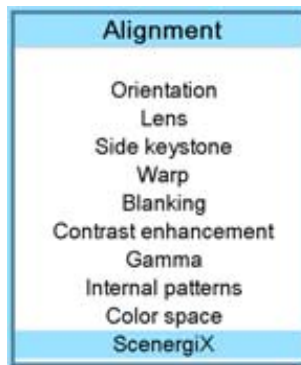 Alignment
Orientation
Lens
Side keystone
Warp
Blanking
Contrast enhancement
Gamma
Internal patterns
Color space
ScenergiX